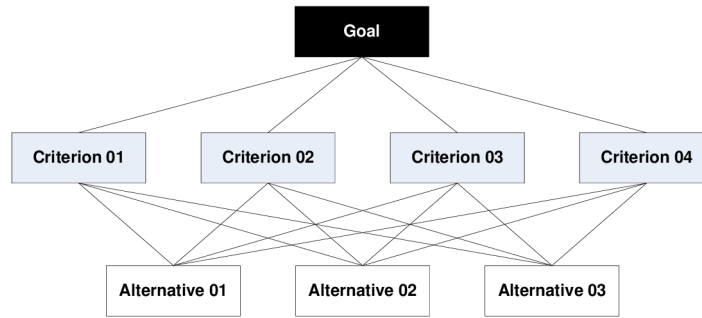 Goal
Criterion 01
Criterion 02
Criterion 03
Criterion 04
Alternative 01
Alternative 02
Alternative 03